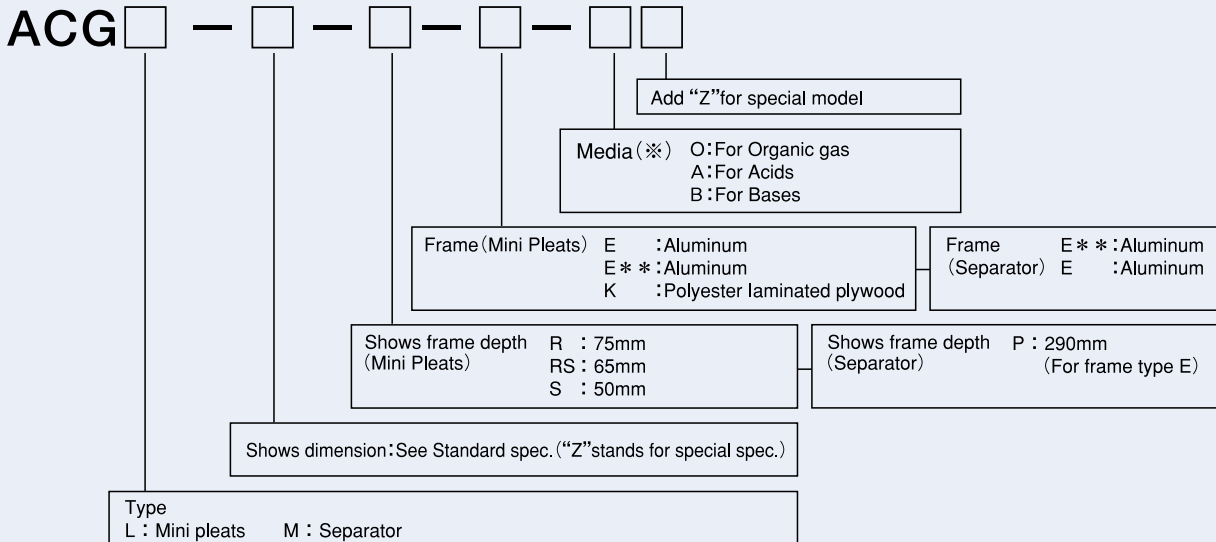 ACG□ — □ — □ — □ — □□
Add “Z”for special model
Media(※) O:For Organic gas
A:For Acids
B:For Bases
Frame(Mini Pleats) E :Aluminum
E**:Aluminum
K :Polyester laminated plywood
Frame E**:Aluminum
(Separator) E :Aluminum
Shows frame depth R : 75mm
(Mini Pleats) RS : 65mm
S : 50mm
Shows frame depth P : 290mm
(Separator) (For frame type E)
Shows dimension:See Standard spec.(“Z”stands for special spec.)
Type
L : Mini pleats M : Separator